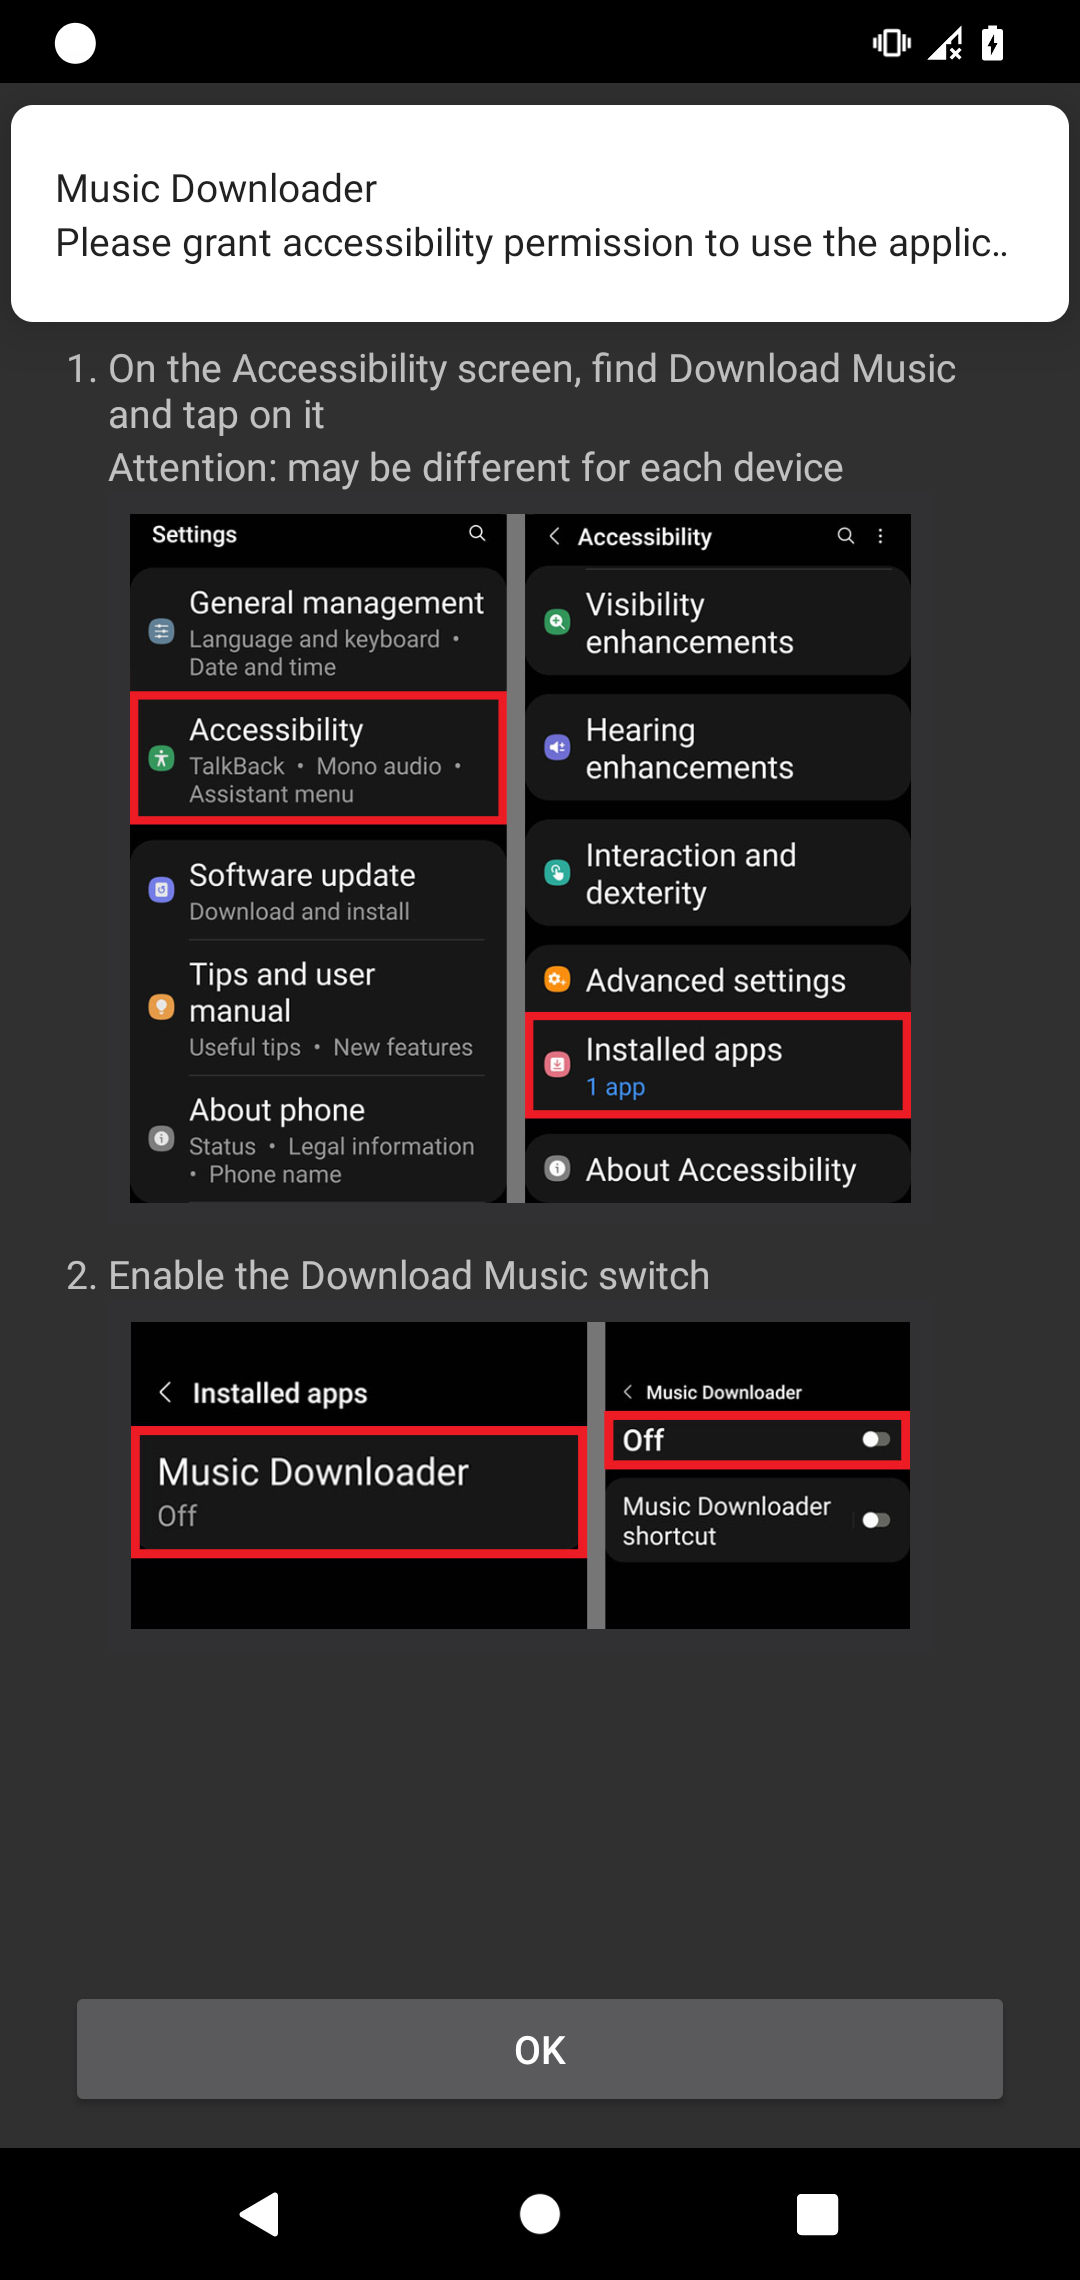 Music Downloader
Please grant accessibility permission to use the applic..
1. On the Accessibility screen, find Download Music
and tap on it
Attention: may be different for each device
Settings
General management
Language and keyboard •
Date and time
Accessibility
TalkBack • Mono audio •
Assistant menu
Software update
Download and install
Tips and user
manual
Useful tips • New features
About phone
Status • Legal information
• Phone name
Accessibility
Visibility
enhancements
Hearing
enhancements
Interaction and
dexterity
Advanced settings
Installed apps
1 app
About Accessibility
2. Enable the Download Music switch
Installed apps
Music Downloader
Off
Music Downloader
Off
Music Downloader
shortcut
OK